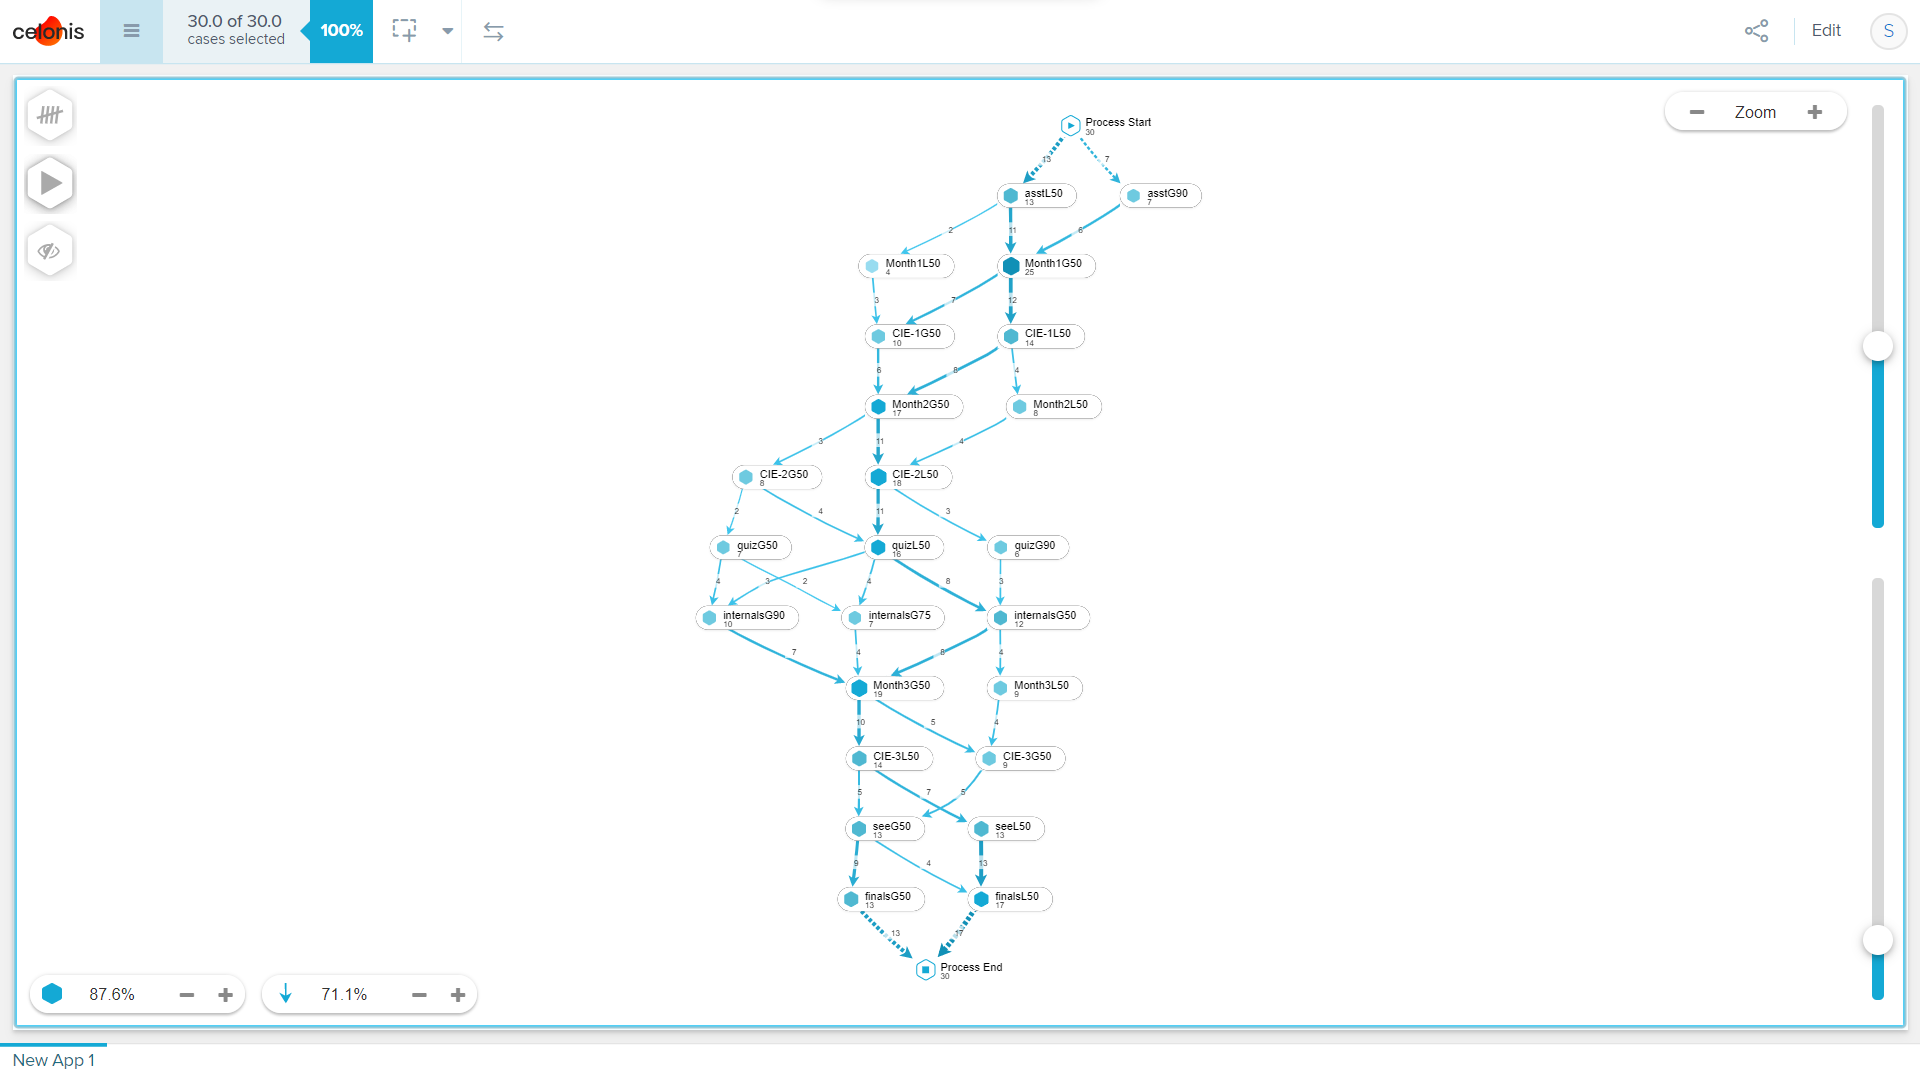 celonis
30.0 of 30.0
cases selected
100%
Edit
S
Zoom
Process Start
30
13
7
asstL50
13
asstG90
7
2
11
6
Month1L50
4
Month1G50
25
3
7
12
CIE-1G50
10
CIE-1L50
14
6
8
4
Month2G50
17
Month2L50
8
3
11
4
CIE-2G50
8
CIE-2L50
18
2
4
11
3
quizG50
7
quizL50
16
quizG90
6
4
3
2
4
8
3
internalsG90
10
internalsG75
7
internalsG50
12
7
4
8
4
Month3G50
19
Month3L50
9
10
5
4
CIE-3L50
14
CIE-3G50
9
5
7
5
seeG50
13
seeL50
13
9
4
13
finalsG50
13
finalsL50
17
13
17
Process End
30
87.6%
71.1%
New App 1